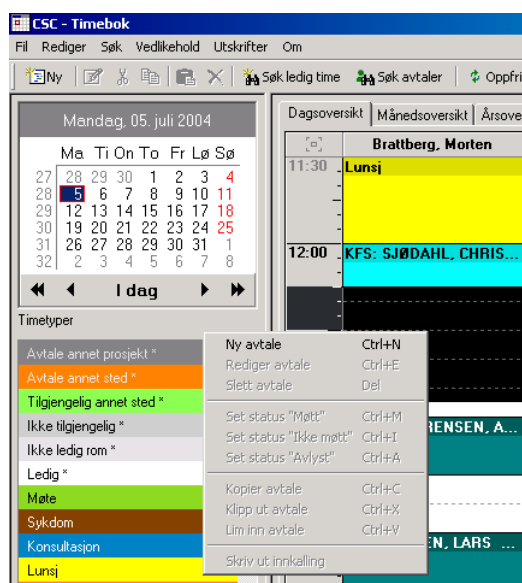 CSC - Timebok
Fil Rediger Søk Vedlikehold Utskrifter Om
Ny Søk ledig time Søk avtaler Oppfri
Mandag, 05. juli 2004
Ma Ti On To Fr Lø Sø
27 28 29 30 1 2 3 4
28 5 6 7 8 9 10 11
29 12 13 14 15 16 17 18
30 19 20 21 22 23 24 25
31 26 27 28 29 30 31 1
32 2 3 4 5 6 7 8
I dag
Timetyper
Avtale annet prosjekt *
Avtale annet sted *
Tilgjengelig annet sted *
Ikke tilgjengelig *
Ikke ledig rom *
Ledig *
Møte
Sykdom
Konsultasjon
Lunsj
Ny avtale Ctrl+N
Rediger avtale Ctrl+E
Slett avtale Del
Set status "Møtt" Ctrl+M
Set status "Ikke møtt" Ctrl+I
Set status "Avlyst" Ctrl+A
Kopier avtale Ctrl+C
Klipp ut avtale Ctrl+X
Lim inn avtale Ctrl+V
Skriv ut innkalling
Dagsoversikt Månedsoversikt Årsove
Brattberg, Morten
11:30 Lunsj
12:00 KFS: SJØDAHL, CHRIS...
RENSEN, A...
EN, LARS ...